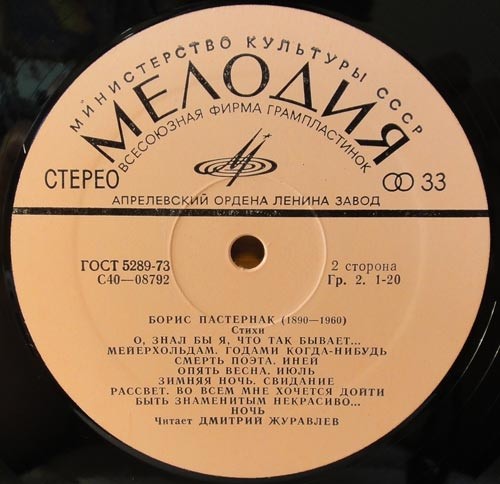 МИНИСТЕРСТВО КУЛЬТУРЫ СССР
МЕЛОДИЯ
ВСЕСОЮЗНАЯ ФИРМА ГРАМПЛАСТИНОК
СТЕРЕО
33
АПРЕЛЕВСКИЙ ОРДЕНА ЛЕНИНА ЗАВОД
ГОСТ 5289-73
2 сторона
С40—08792
Гр. 2. 1-20
БОРИС ПАСТЕРНАК (1890—1960)
Стихи
О, ЗНАЛ БЫ Я, ЧТО ТАК БЫВАЕТ...
МЕЙЕРХОЛЬДАМ. ГОДАМИ КОГДА-НИБУДЬ
СМЕРТЬ ПОЭТА. ИНЕЙ
ОПЯТЬ ВЕСНА. ИЮЛЬ
ЗИМНЯЯ НОЧЬ. СВИДАНИЕ
РАССВЕТ. ВО ВСЕМ МНЕ ХОЧЕТСЯ ДОЙТИ
БЫТЬ ЗНАМЕНИТЫМ НЕКРАСИВО...
НОЧЬ
Читает ДМИТРИЙ ЖУРАВЛЕВ